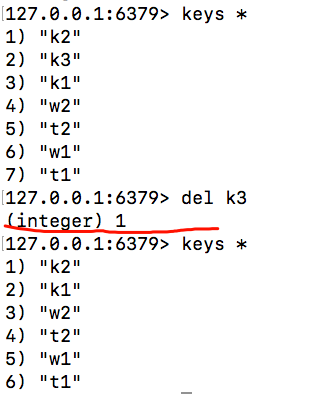 127.0.0.1:6379> keys *
1) "k2"
2) "k3"
3) "k1"
4) "w2"
5) "t2"
6) "w1"
7) "t1"
127.0.0.1:6379> del k3
(integer) 1
127.0.0.1:6379> keys *
1) "k2"
2) "k1"
3) "w2"
4) "t2"
5) "w1"
6) "t1"